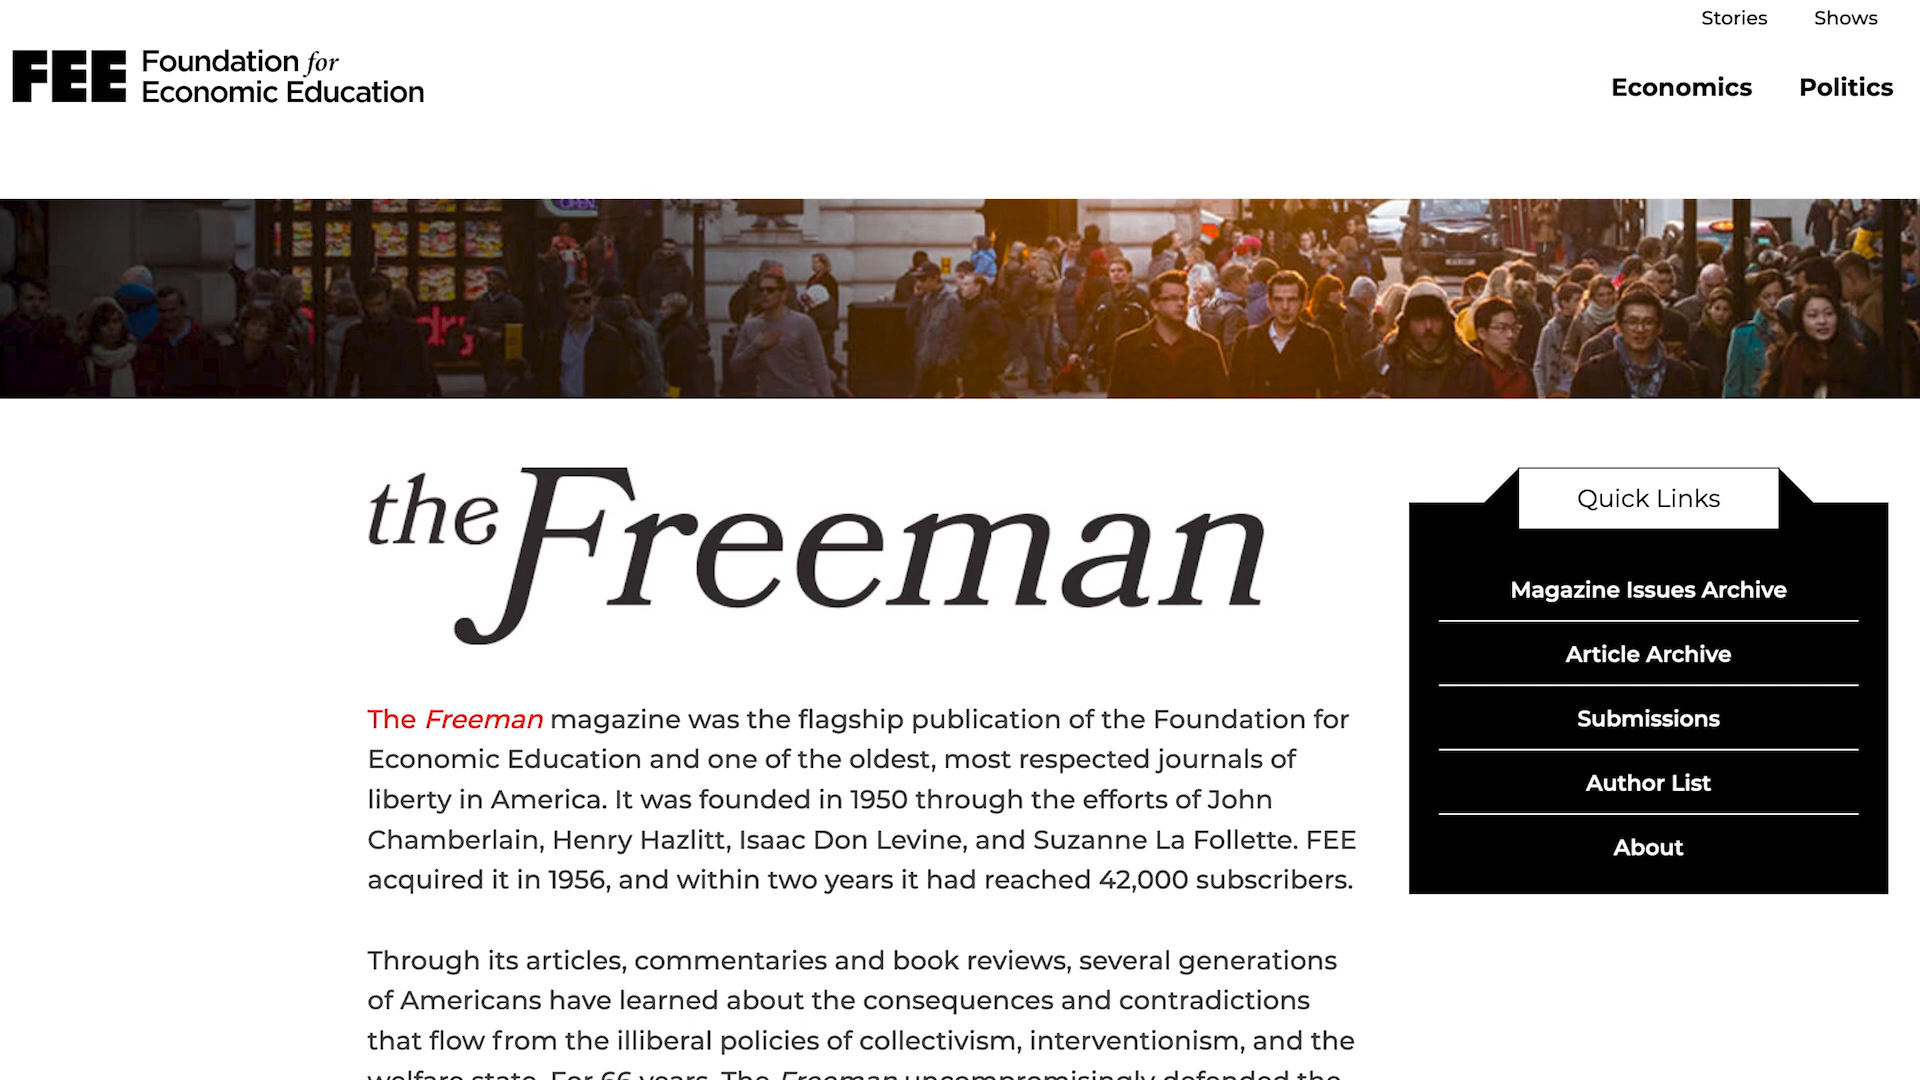 Stories Shows
FEE Foundation for
Economic Education
Economics Politics
OPEN
the Freeman
Quick Links
Magazine Issues Archive
Article Archive
Submissions
Author List
About
The Freeman magazine was the flagship publication of the Foundation for
Economic Education and one of the oldest, most respected journals of
liberty in America. It was founded in 1950 through the efforts of John
Chamberlain, Henry Hazlitt, Isaac Don Levine, and Suzanne La Follette. FEE
acquired it in 1956, and within two years it had reached 42,000 subscribers.
Through its articles, commentaries and book reviews, several generations
of Americans have learned about the consequences and contradictions
that flow from the illiberal policies of collectivism, interventionism, and the
welfare state. For 66 years, The Freeman uncompromisingly defended the